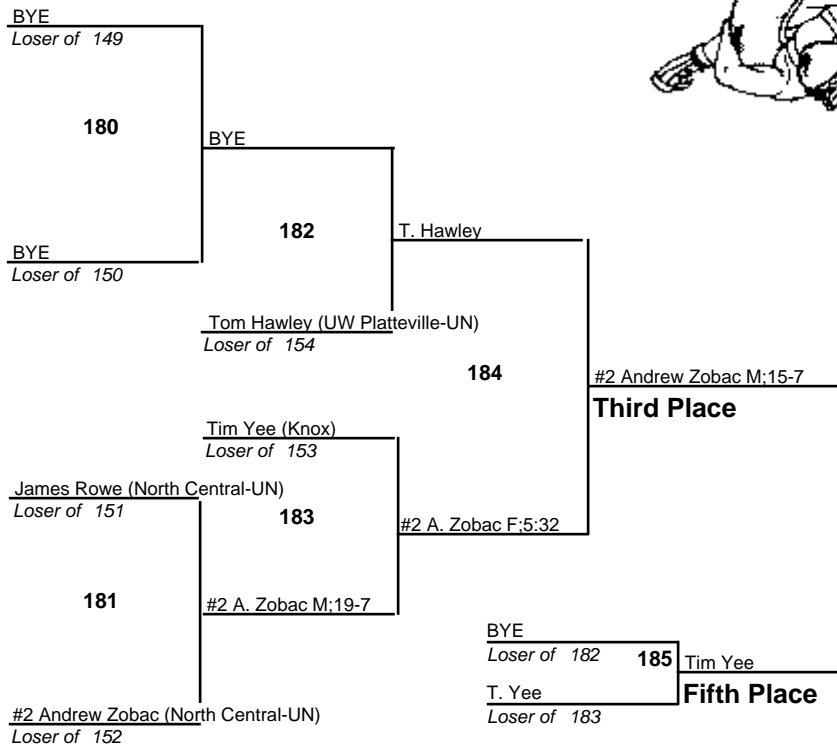 BYE
Loser of 149
180
BYE
182
T. Hawley
BYE
Loser of 150
Tom Hawley (UW Platteville-UN)
Loser of 154
184
#2 Andrew Zobac M;15-7
Third Place
Tim Yee (Knox)
Loser of 153
James Rowe (North Central-UN)
Loser of 151
183
#2 A. Zobac F;5:32
181
#2 A. Zobac M;19-7
BYE
Loser of 182
185
Tim Yee
T. Yee
Fifth Place
Loser of 183
#2 Andrew Zobac (North Central-UN)
Loser of 152